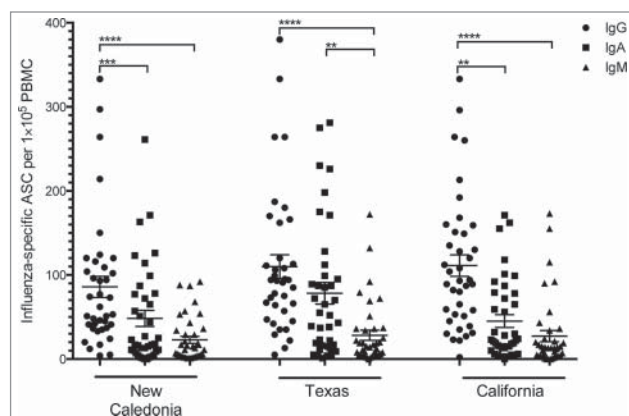 400
300
200
100
0
Influenza-specific ASC per 1×10⁵ PBMC
****
***
****
**
****
**
IgG
IgA
IgM
New
Caledonia
Texas
California